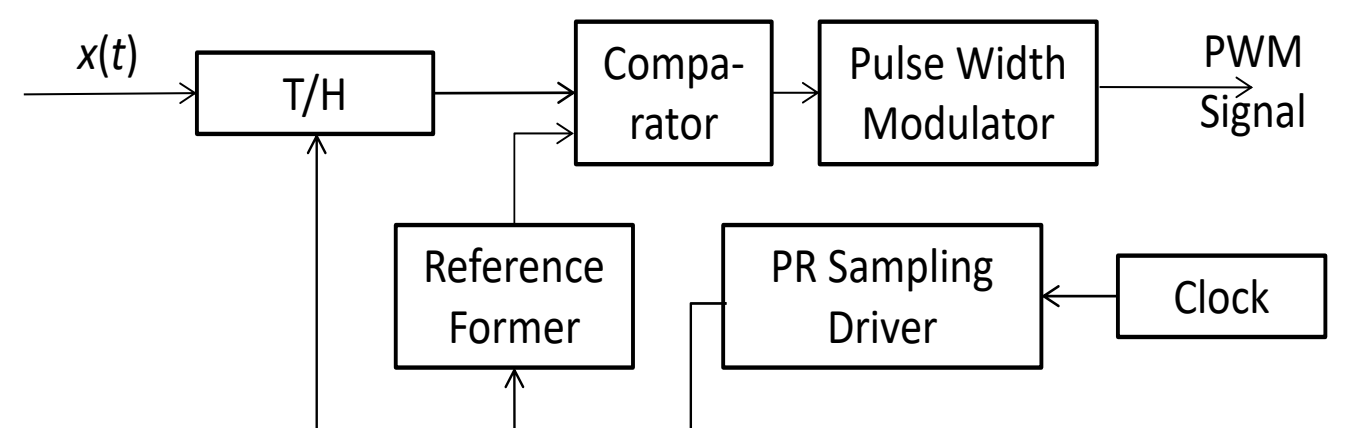 x(t)
T/H
Compa-
rator
Pulse Width
Modulator
PWM
Signal
Reference
Former
PR Sampling
Driver
Clock